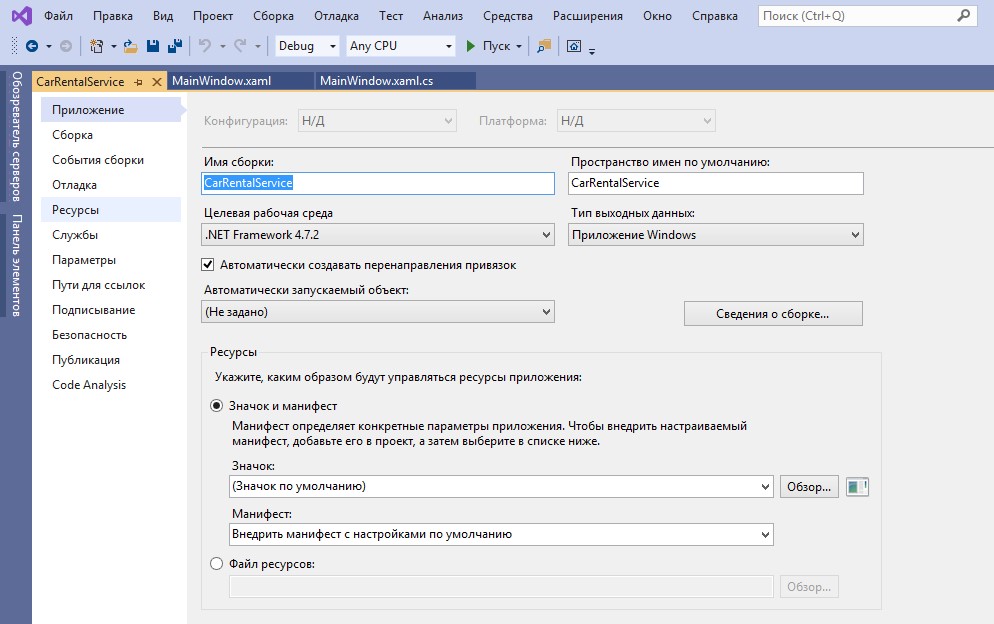 Файл Правка Вид Проект Сборка Отладка Тест Анализ Средства Расширения Окно Справка Поиск (Ctrl+Q)
Debug Any CPU Пуск
CarRentalService MainWindow.xaml MainWindow.xaml.cs
Обозреватель серверов
Панель элементов
Приложение
Сборка
События сборки
Отладка
Ресурсы
Службы
Параметры
Пути для ссылок
Подписывание
Безопасность
Публикация
Code Analysis
Конфигурация: Н/Д Платформа: Н/Д
Имя сборки: Пространство имен по умолчанию:
CarRentalService CarRentalService
Целевая рабочая среда Тип выходных данных:
.NET Framework 4.7.2 Приложение Windows
Автоматически создавать перенаправления привязок
Автоматически запускаемый объект:
(Не задано) Сведения о сборке...
Ресурсы
Укажите, каким образом будут управляться ресурсы приложения:
Значок и манифест
Манифест определяет конкретные параметры приложения. Чтобы внедрить настраиваемый
манифест, добавьте его в проект, а затем выберите в списке ниже.
Значок:
(Значок по умолчанию) Обзор...
Манифест:
Внедрить манифест с настройками по умолчанию
Файл ресурсов:
Обзор...